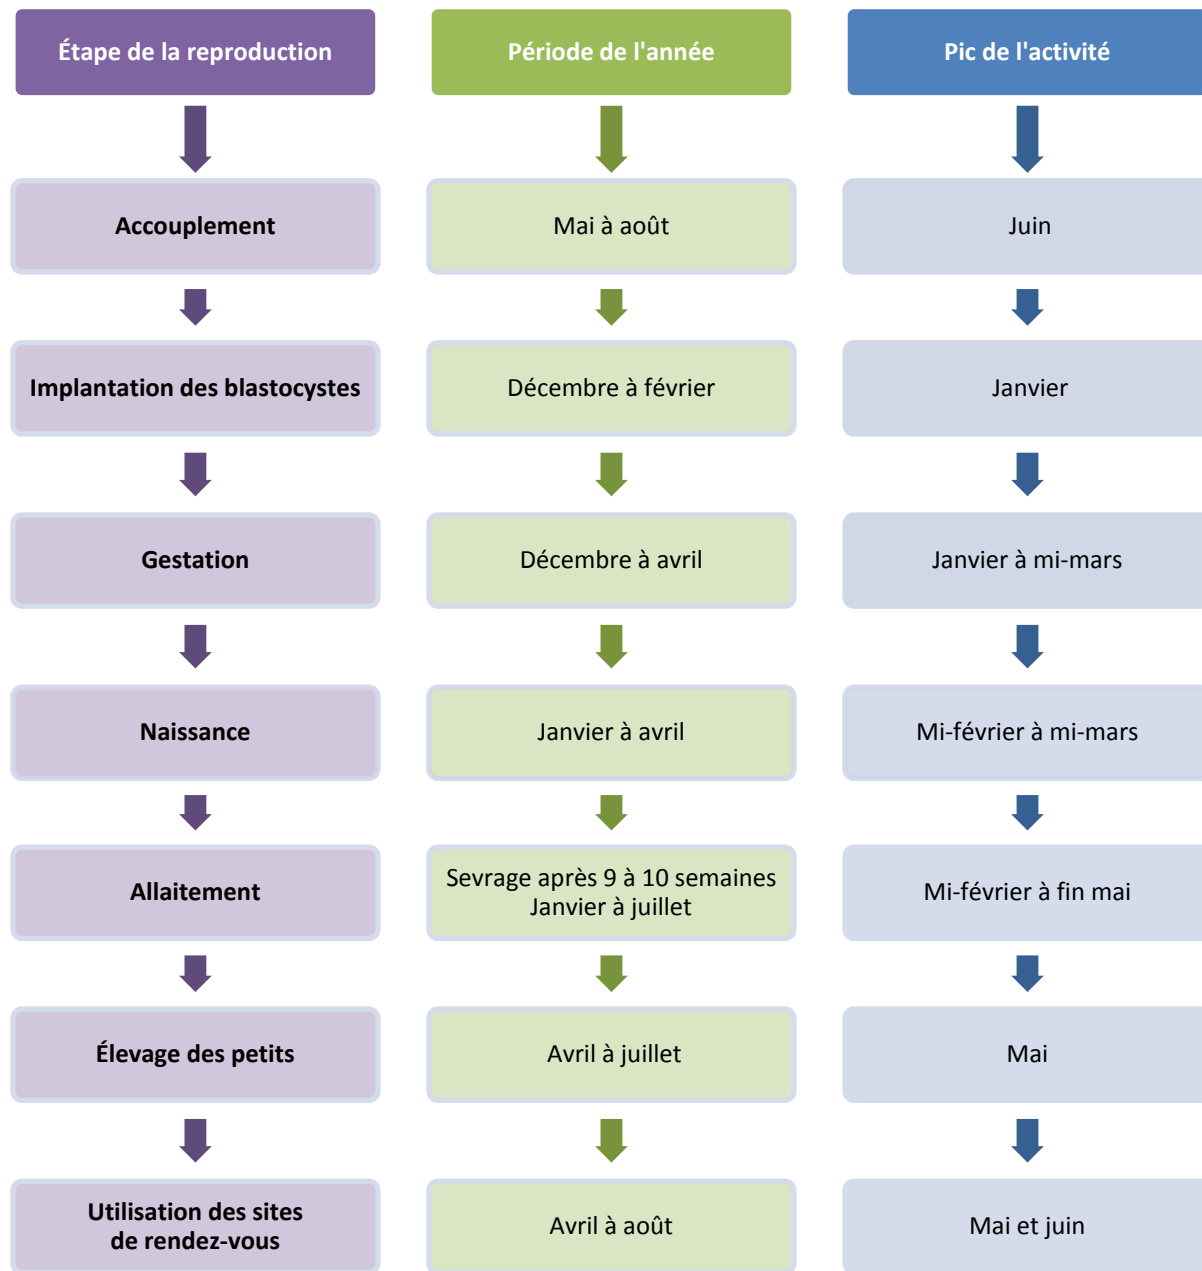 Étape de la reproduction
Période de l'année
Pic de l'activité
Accouplement
Mai à août
Juin
Implantation des blastocystes
Décembre à février
Janvier
Gestation
Décembre à avril
Janvier à mi-mars
Naissance
Janvier à avril
Mi-février à mi-mars
Allaitement
Sevrage après 9 à 10 semaines
Janvier à juillet
Mi-février à fin mai
Élevage des petits
Avril à juillet
Mai
Utilisation des sites
de rendez-vous
Avril à août
Mai et juin